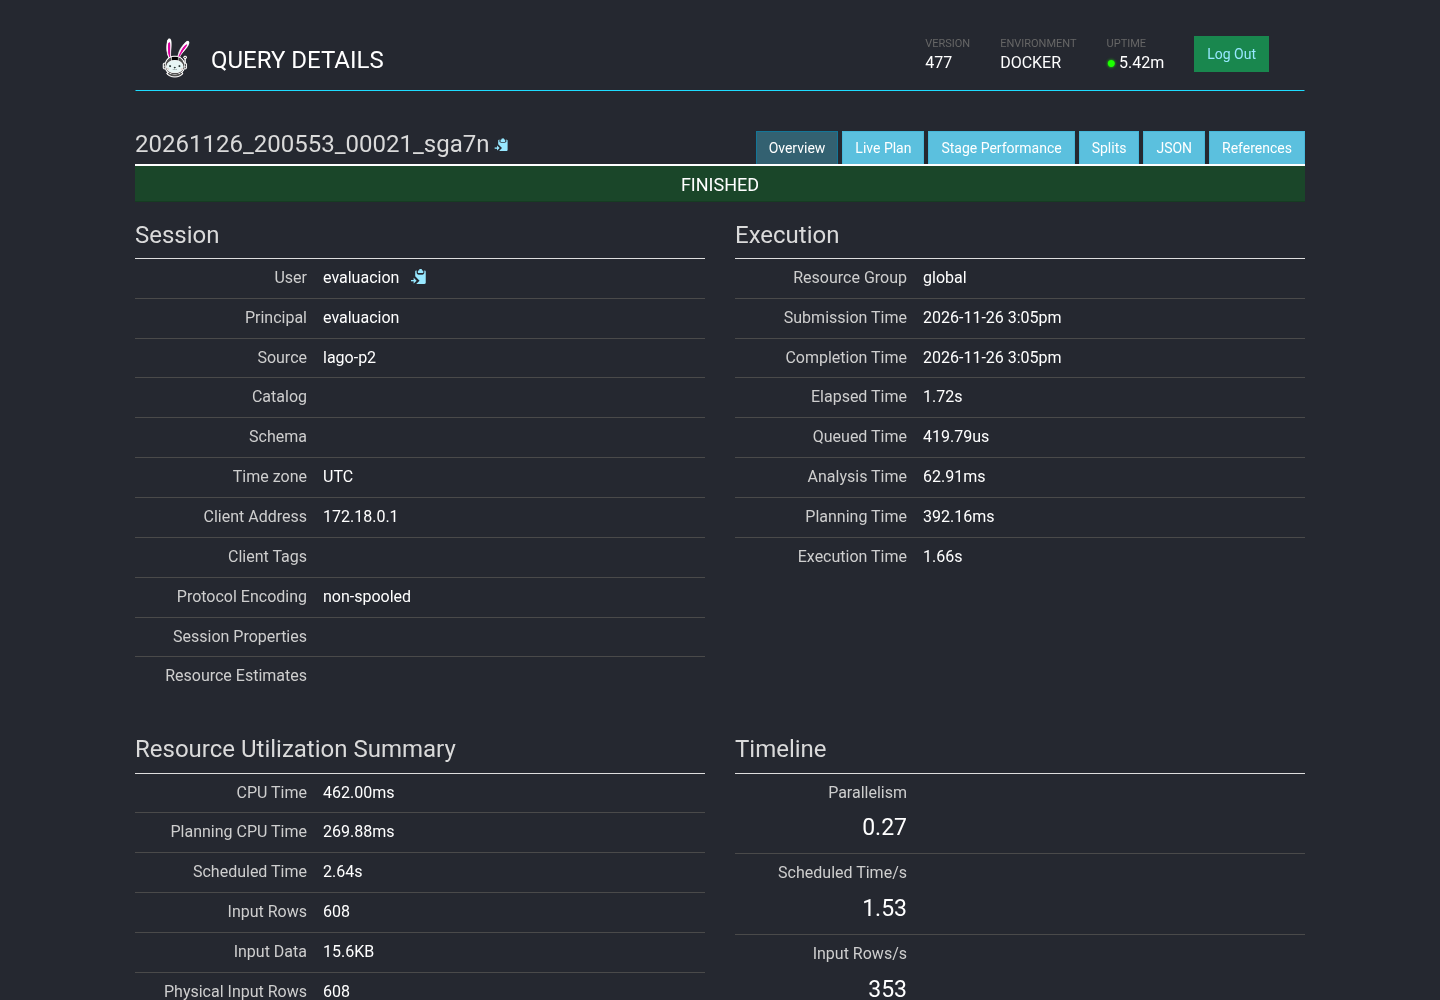 QUERY DETAILS
VERSION
477
ENVIRONMENT
DOCKER
UPTIME
5.42m
Log Out
20261126_200553_00021_sga7n
Overview
Live Plan
Stage Performance
Splits
JSON
References
FINISHED
Session
User evaluacion
Principal evaluacion
Source lago-p2
Catalog
Schema
Time zone UTC
Client Address 172.18.0.1
Client Tags
Protocol Encoding non-spooled
Session Properties
Resource Estimates
Execution
Resource Group global
Submission Time 2026-11-26 3:05pm
Completion Time 2026-11-26 3:05pm
Elapsed Time 1.72s
Queued Time 419.79us
Analysis Time 62.91ms
Planning Time 392.16ms
Execution Time 1.66s
Resource Utilization Summary
CPU Time 462.00ms
Planning CPU Time 269.88ms
Scheduled Time 2.64s
Input Rows 608
Input Data 15.6KB
Physical Input Rows 608
Timeline
Parallelism
0.27
Scheduled Time/s
1.53
Input Rows/s
353